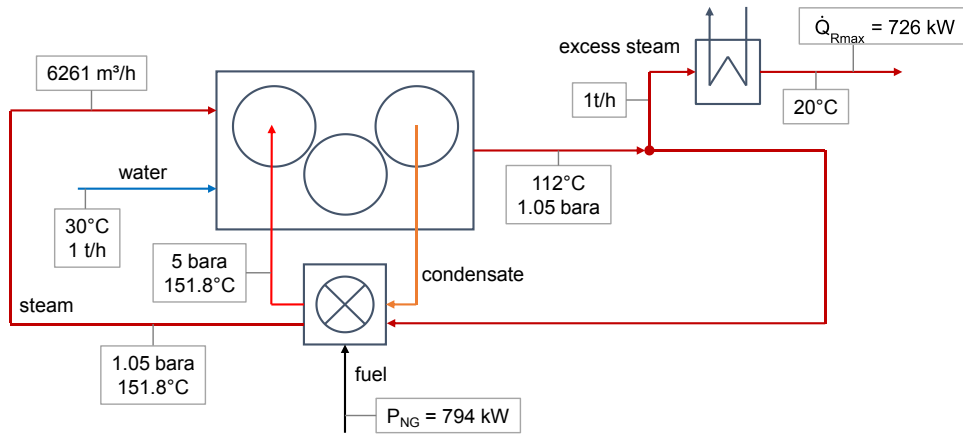 Q̇Rmax = 726 kW
excess steam
6261 m³/h
1t/h
20°C
water
112°C
1.05 bara
30°C
1 t/h
5 bara
151.8°C
condensate
steam
1.05 bara
151.8°C
fuel
PNG = 794 kW